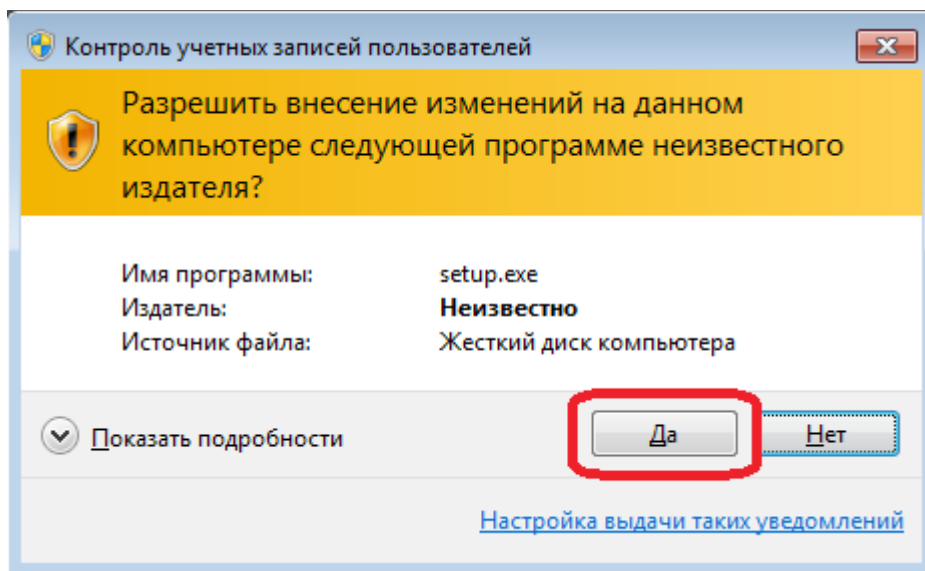 Контроль учетных записей пользователей
Разрешить внесение изменений на данном
компьютере следующей программе неизвестного
издателя?
Имя программы: setup.exe
Издатель: Неизвестно
Источник файла: Жесткий диск компьютера
Показать подробности Да Нет
Настройка выдачи таких уведомлений